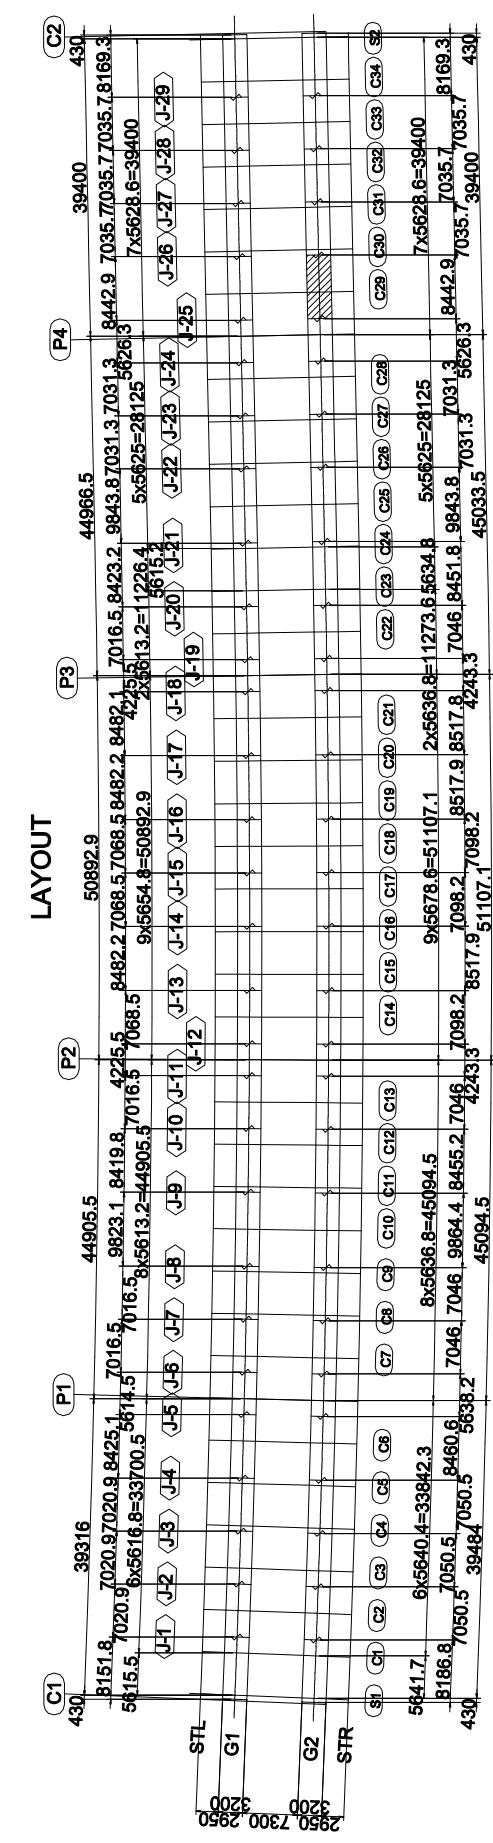 LAYOUT
C1 P1 P2 P3 P4 C2
430 39316 44905.5 50892.9 44966.5 39400 430
8151.8 7020.9 7020.9 7020.9 8425.1 5614.5 7016.5 7016.5 9823.1 8419.8 7016.5 4225.5 7068.5 8482.2 7068.5 7068.5 8482.2 8482.1 4225.5 7016.5 8423.2 9843.8 7031.3 7031.3 5626.3 8442.9 7035.7 7035.7 7035.7 8169.3
5615.5 6x5616.8=33700.5 8x5613.2=44905.5 9x5654.8=50892.9 2x5613.2=11226.4 5615.2 5x5625=28125 7x5628.6=39400
J-1 J-2 J-3 J-4 J-5 J-6 J-7 J-8 J-9 J-10 J-11 J-12 J-13 J-14 J-15 J-16 J-17 J-18 J-19 J-20 J-21 J-22 J-23 J-24 J-25 J-26 J-27 J-28 J-29
STL
G1
G2
STR
2950 3200 7300 3200 2950
S1 C1 C2 C3 C4 C5 C6 C7 C8 C9 C10 C11 C12 C13 C14 C15 C16 C17 C18 C19 C20 C21 C22 C23 C24 C25 C26 C27 C28 C29 C30 C31 C32 C33 C34 S2
5641.7 6x5640.4=33842.3 8x5636.8=45094.5 9x5678.6=51107.1 2x5636.8=11273.6 5634.8 5x5625=28125 7x5628.6=39400
8186.8 7050.5 7050.5 7050.5 8460.6 5638.2 7046 7046 9864.4 8455.2 7046 4243.3 7098.2 8517.9 7098.2 7098.2 8517.9 8517.8 4243.3 7046 8451.8 9843.8 7031.3 7031.3 5626.3 8442.9 7035.7 7035.7 7035.7 8169.3
430 39484 45094.5 51107.1 45033.5 39400 430